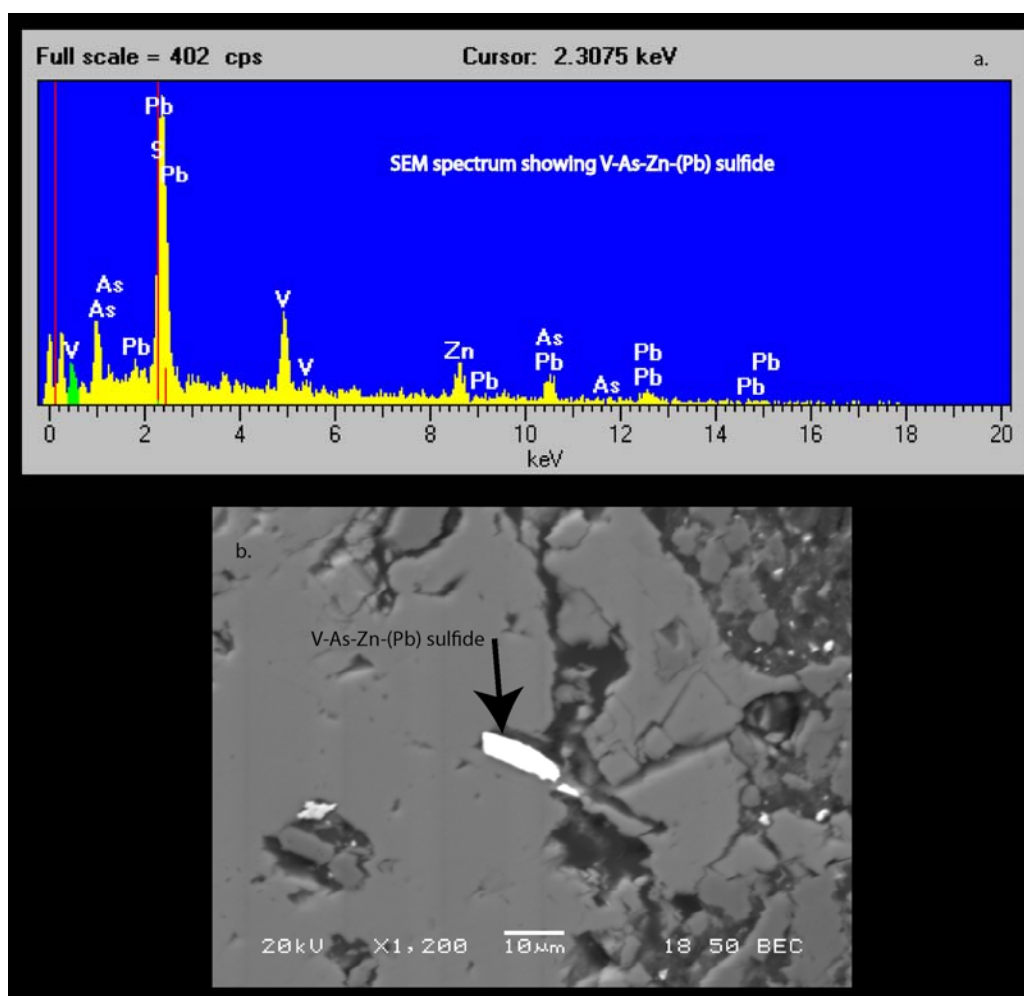 Full scale = 402 cps Cursor: 2.3075 keV a.
Pb
S
Pb
SEM spectrum showing V-As-Zn-(Pb) sulfide
As
As
V
Pb
V
V
Zn
Pb
As
Pb
As
Pb
Pb
Pb
Pb
0 2 4 6 8 10 12 14 16 18 20
keV
b.
V-As-Zn-(Pb) sulfide
20kV X1,200 10µm 18 50 BEC